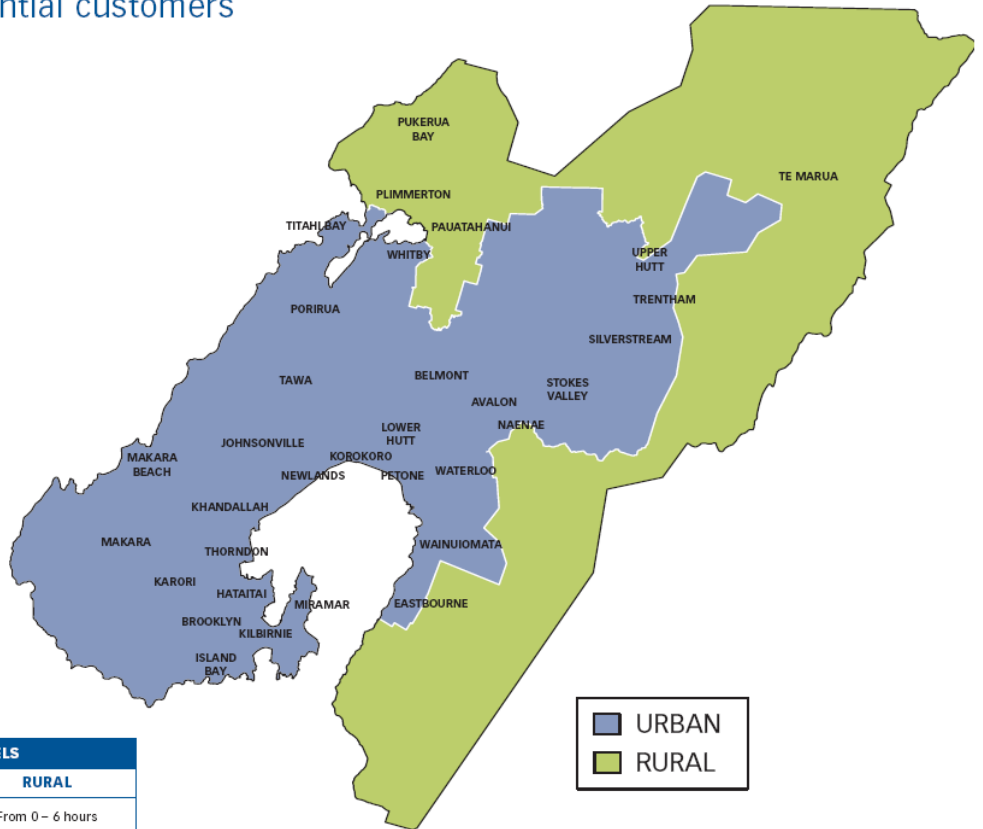 ntial customers
PUKERUA
BAY
TE MARUA
PLIMMERTON
TITAHI BAY
PAUATAHANUI
WHITBY
UPPER
HUTT
TRENTHAM
PORIRUA
SILVERSTREAM
BELMONT
TAWA
STOKES
VALLEY
AVALON
NAENAE
LOWER
HUTT
JOHNSONVILLE
KOROKORO
MAKARA
BEACH
WATERLOO
NEWLANDS
PETONE
KHANDALLAH
MAKARA
WAINUIOMATA
THORNDON
KARORI
HATAITAI
MIRAMAR
EASTBOURNE
BROOKLYN
KILBIRNIE
ISLAND
BAY
URBAN
RURAL
ELS
RURAL
From 0 – 6 hours